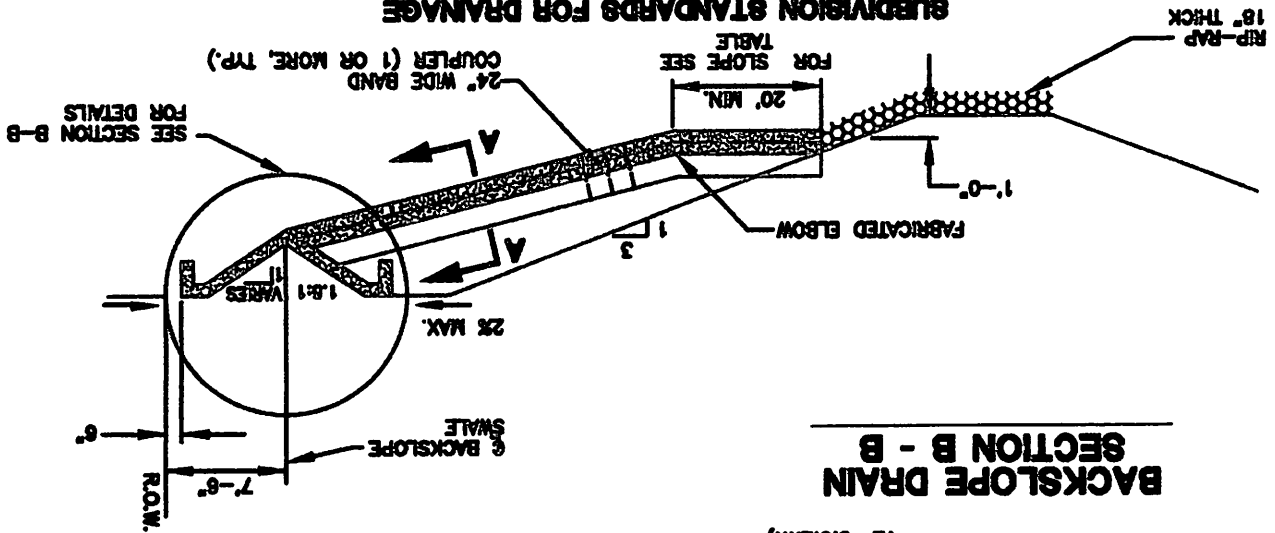 BACKSLOPE DRAIN
SECTION B - B
R.O.W.
7'-6"
℄ BACKSLOPE
SWALE
6"
2% MAX.
1.5:1
VARIES
1
A
3
1
FABRICATED ELBOW
1'-0"
A
SEE SECTION B-B
FOR DETAILS
20' MIN.
24" WIDE BAND
COUPLER (1 OR MORE, TYP.)
FOR SLOPE SEE
TABLE
RIP-RAP
18" THICK
SUBDIVISION STANDARDS FOR DRAINAGE